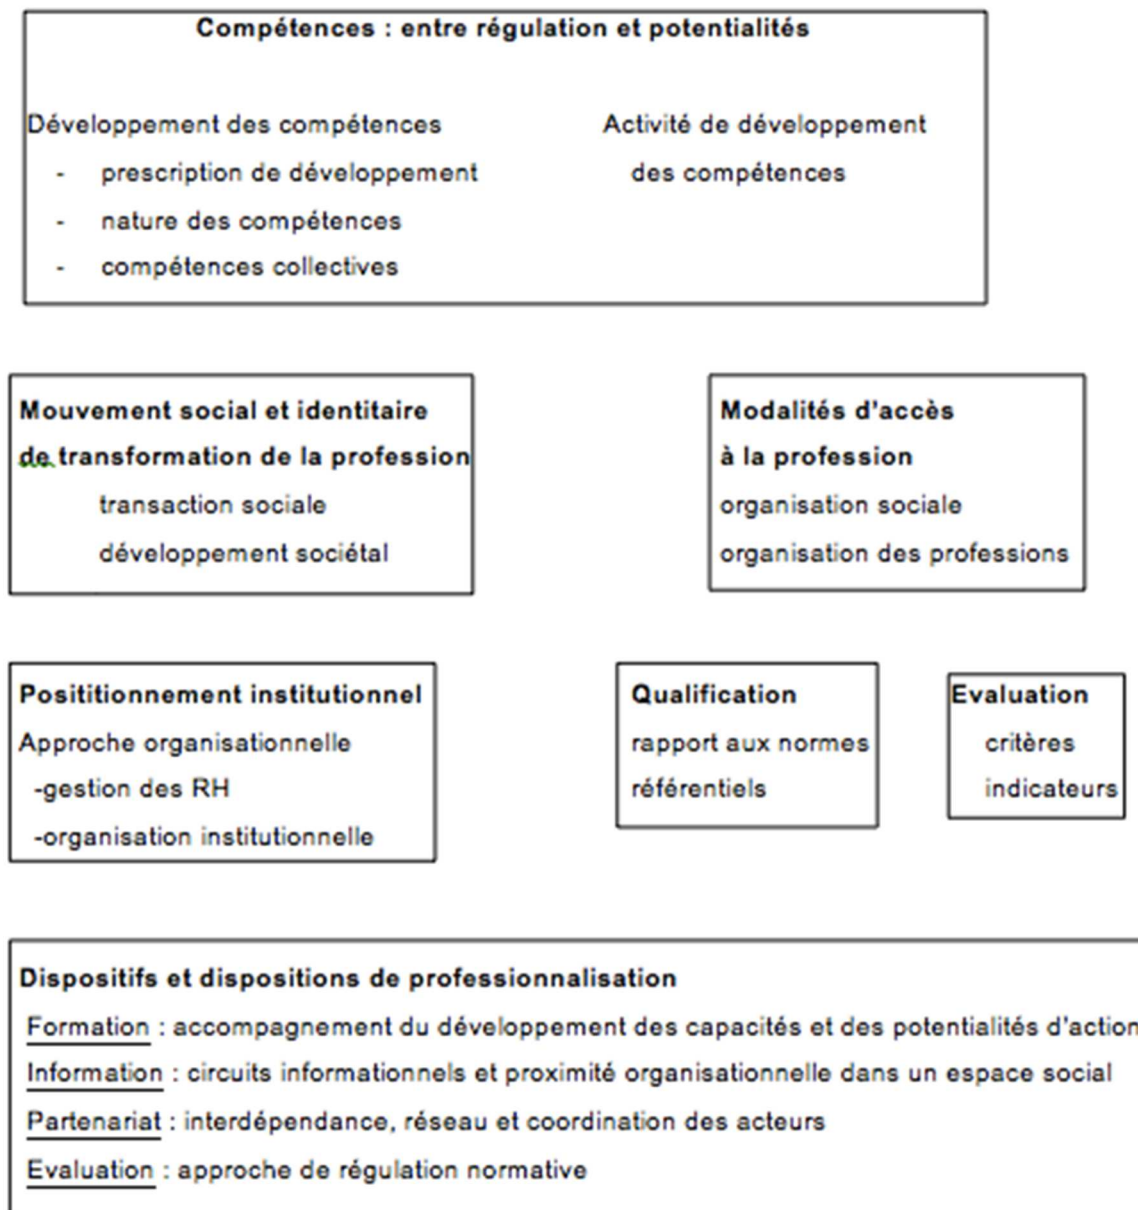 Compétences : entre régulation et potentialités
Développement des compétences
- prescription de développement
- nature des compétences
- compétences collectives
Activité de développement
des compétences
Mouvement social et identitaire
de transformation de la profession
transaction sociale
développement sociétal
Modalités d'accès
à la profession
organisation sociale
organisation des professions
Posititionnement institutionnel
Approche organisationnelle
-gestion des RH
-organisation institutionnelle
Qualification
rapport aux normes
référentiels
Evaluation
critères
indicateurs
Dispositifs et dispositions de professionnalisation
Formation : accompagnement du développement des capacités et des potentialités d'action
Information : circuits informationnels et proximité organisationnelle dans un espace social
Partenariat : interdépendance, réseau et coordination des acteurs
Evaluation : approche de régulation normative